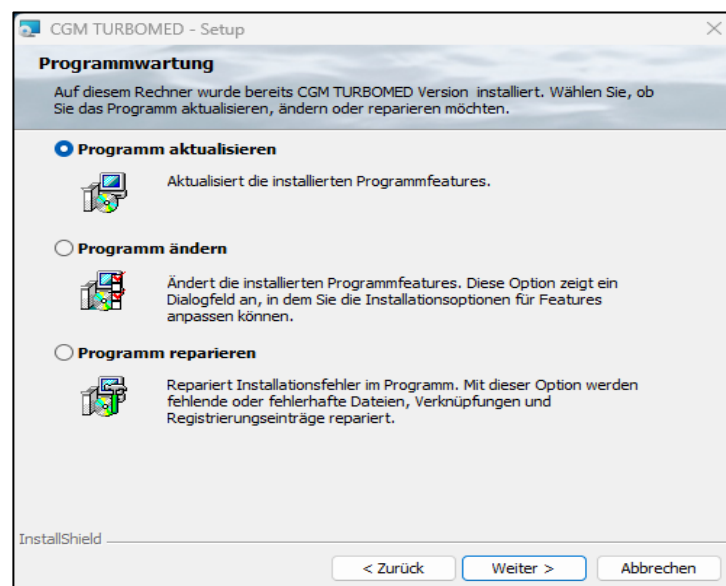 CGM TURBOMED - Setup
Programmwartung
Auf diesem Rechner wurde bereits CGM TURBOMED Version  installiert. Wählen Sie, ob
Sie das Programm aktualisieren, ändern oder reparieren möchten.
Programm aktualisieren
Aktualisiert die installierten Programmfeatures.
Programm ändern
Ändert die installierten Programmfeatures. Diese Option zeigt ein
Dialogfeld an, in dem Sie die Installationsoptionen für Features
anpassen können.
Programm reparieren
Repariert Installationsfehler im Programm. Mit dieser Option werden
fehlende oder fehlerhafte Dateien, Verknüpfungen und
Registrierungseinträge repariert.
InstallShield
< Zurück
Weiter >
Abbrechen